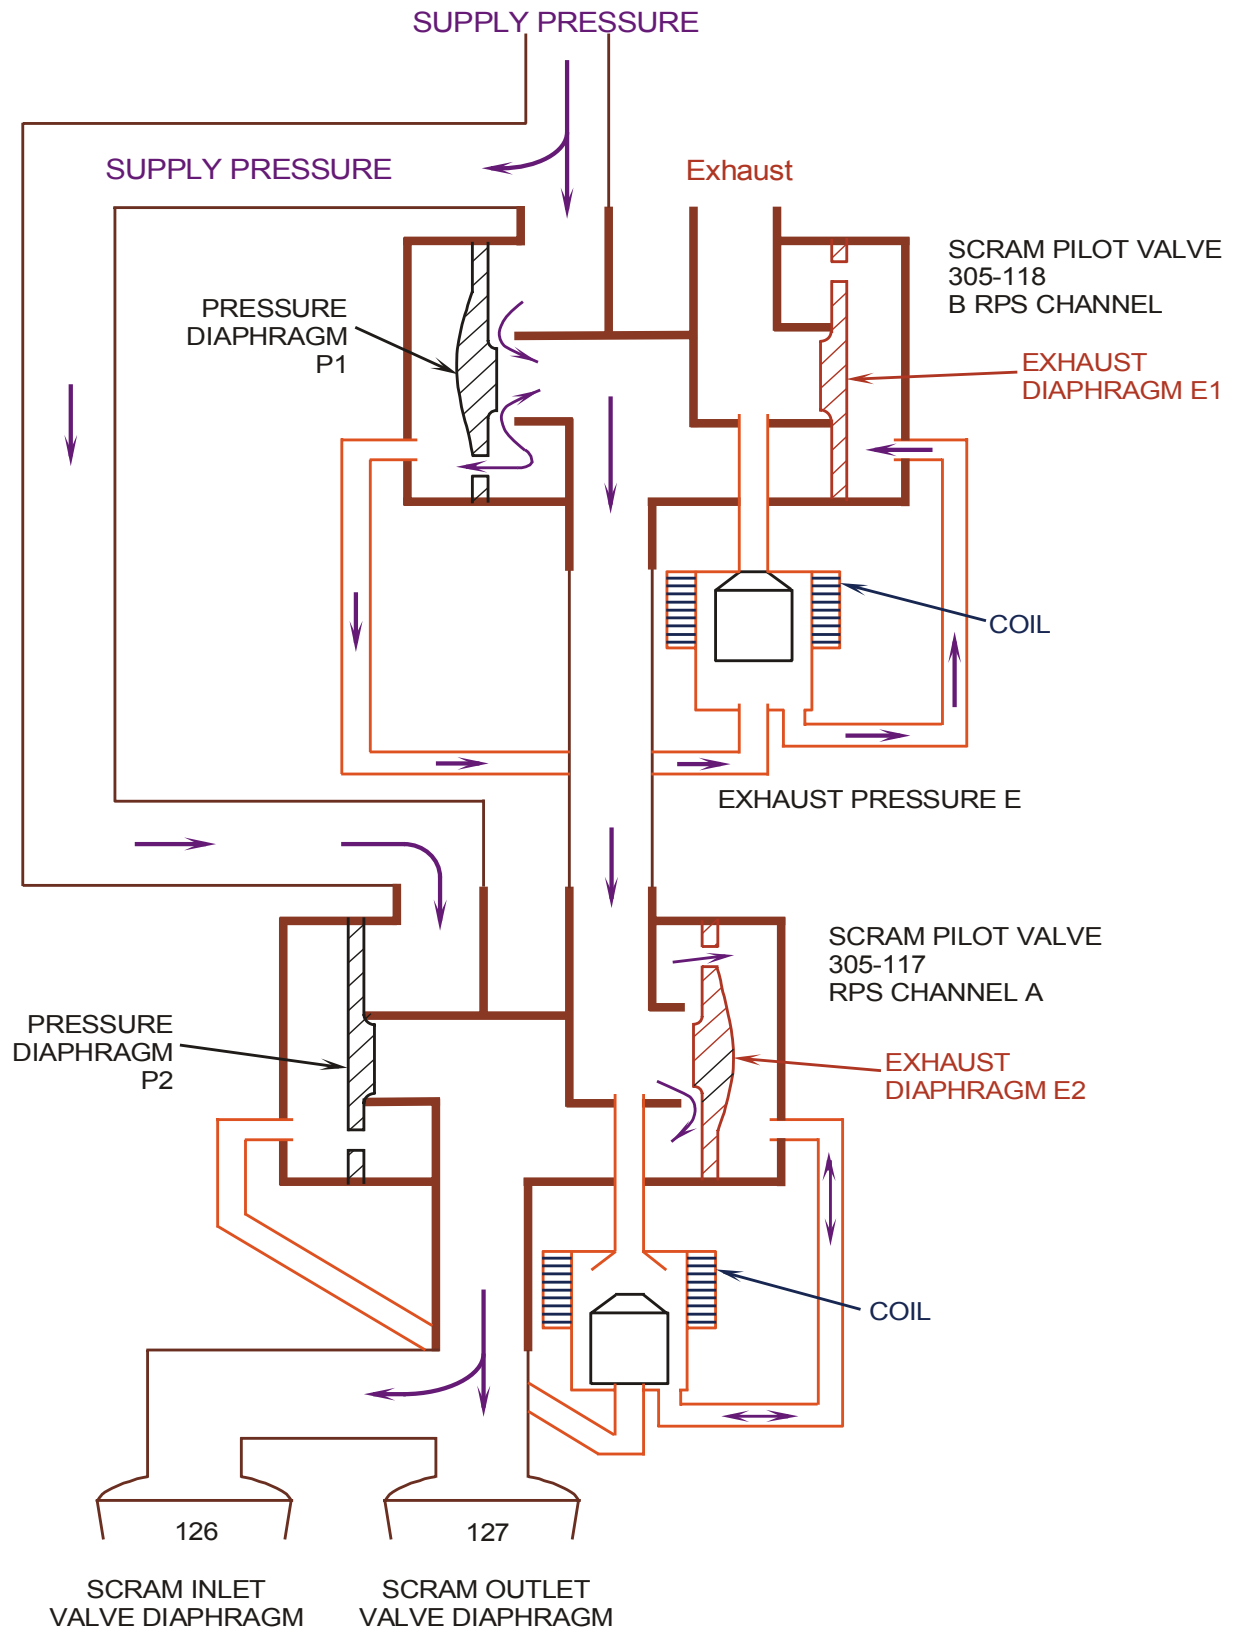 SUPPLY PRESSURE
SUPPLY PRESSURE
Exhaust
SCRAM PILOT VALVE
305-118
B RPS CHANNEL
PRESSURE
DIAPHRAGM
P1
EXHAUST
DIAPHRAGM E1
COIL
EXHAUST PRESSURE E
SCRAM PILOT VALVE
305-117
RPS CHANNEL A
PRESSURE
DIAPHRAGM
P2
EXHAUST
DIAPHRAGM E2
COIL
126
127
SCRAM INLET
VALVE DIAPHRAGM
SCRAM OUTLET
VALVE DIAPHRAGM